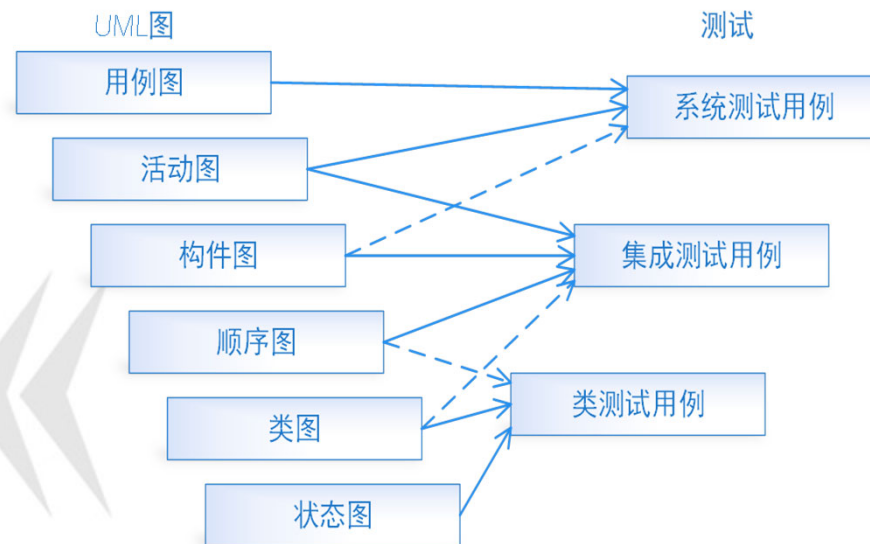 UML图
测试
用例图
系统测试用例
活动图
构件图
集成测试用例
顺序图
类测试用例
类图
状态图